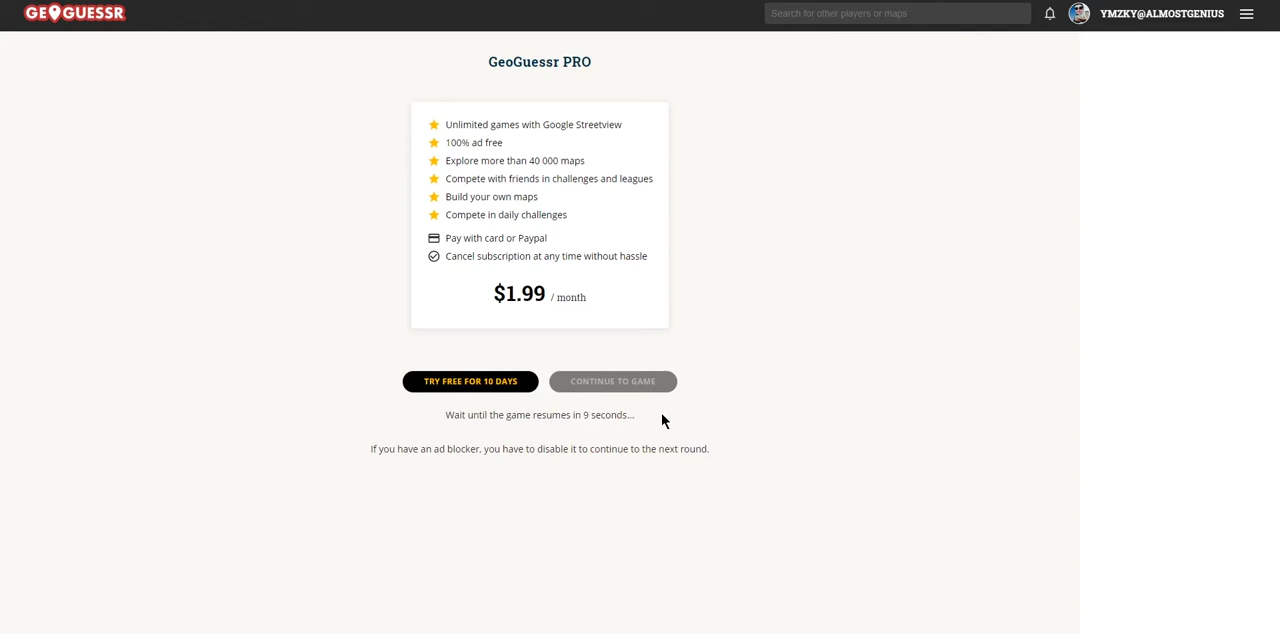 GEOGUESSR
Search for other players or maps
YMZKY@ALMOSTGENIUS
GeoGuessr PRO
Unlimited games with Google Streetview
100% ad free
Explore more than 40 000 maps
Compete with friends in challenges and leagues
Build your own maps
Compete in daily challenges
Pay with card or Paypal
Cancel subscription at any time without hassle
$1.99 / month
TRY FREE FOR 10 DAYS
CONTINUE TO GAME
Wait until the game resumes in 9 seconds...
If you have an ad blocker, you have to disable it to continue to the next round.